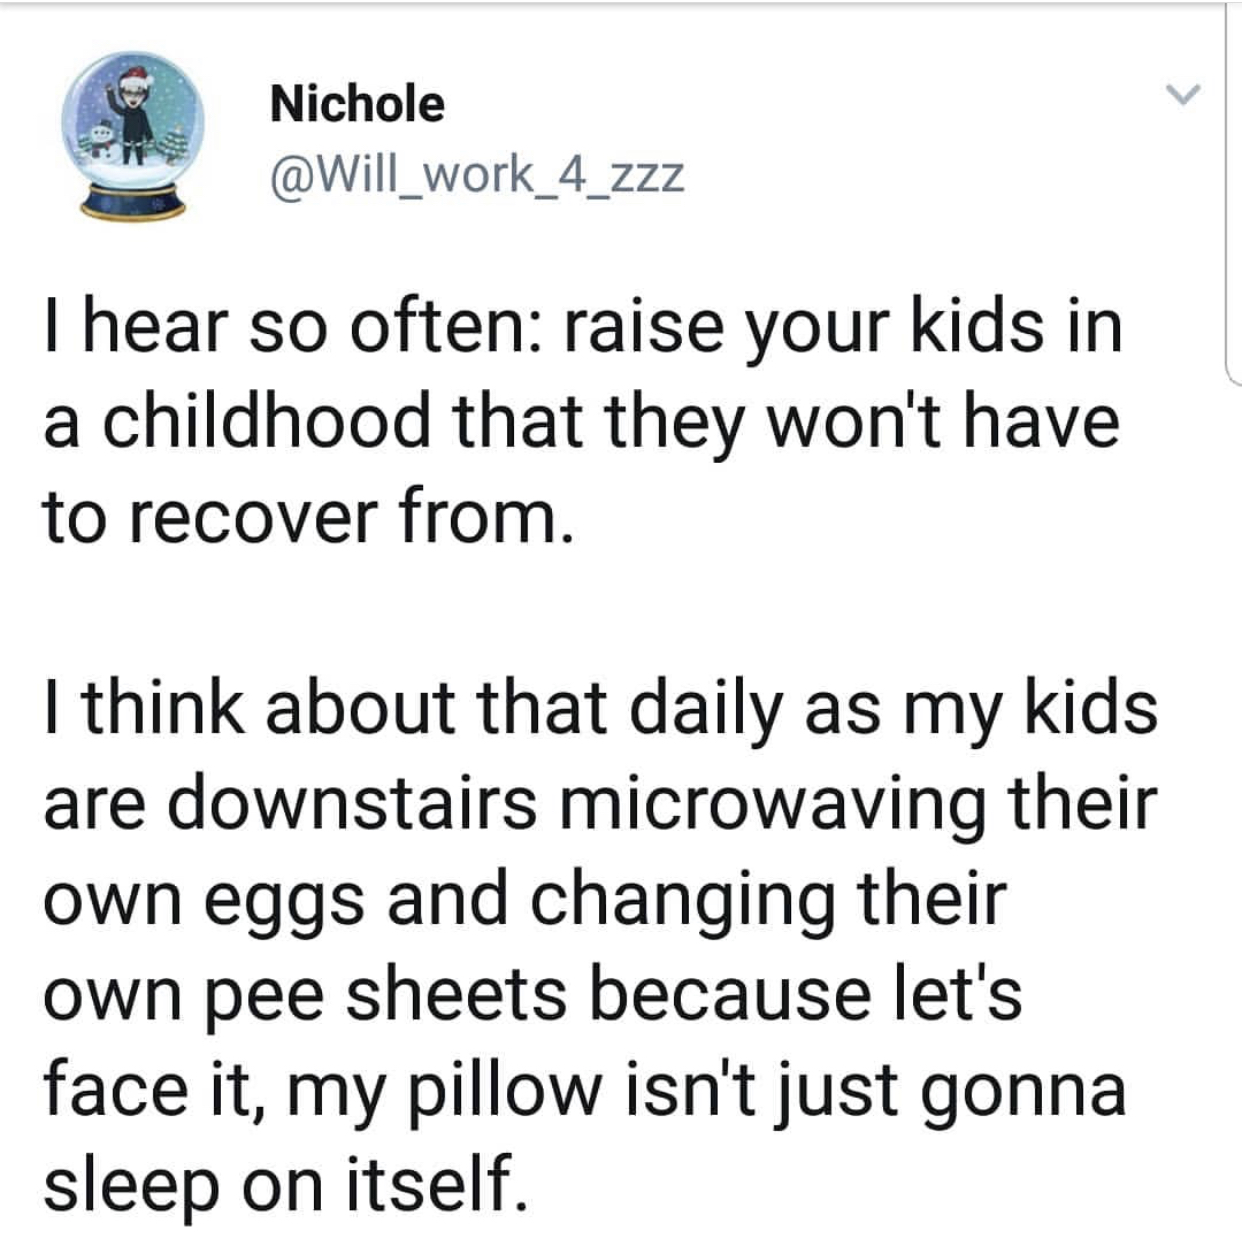 Nichole
@Will_work_4_zzz
I hear so often: raise your kids in
a childhood that they won't have
to recover from.
I think about that daily as my kids
are downstairs microwaving their
own eggs and changing their
own pee sheets because let's
face it, my pillow isn't just gonna
sleep on itself.